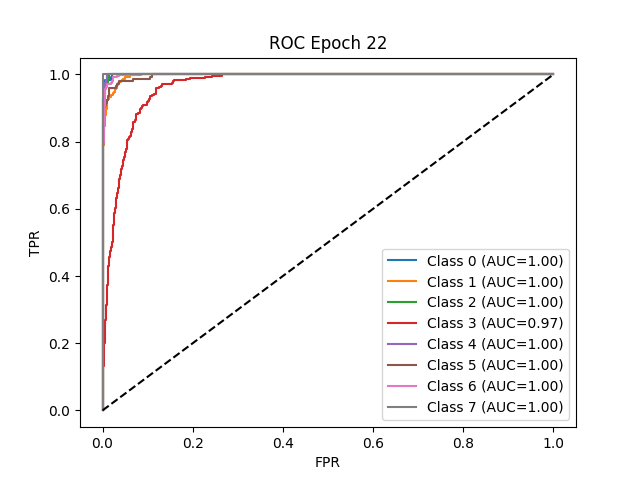 ROC Epoch 22
1.0
0.8
0.6
0.4
0.2
0.0
TPR
0.0 0.2 0.4 0.6 0.8 1.0
FPR
Class 0 (AUC=1.00)
Class 1 (AUC=1.00)
Class 2 (AUC=1.00)
Class 3 (AUC=0.97)
Class 4 (AUC=1.00)
Class 5 (AUC=1.00)
Class 6 (AUC=1.00)
Class 7 (AUC=1.00)